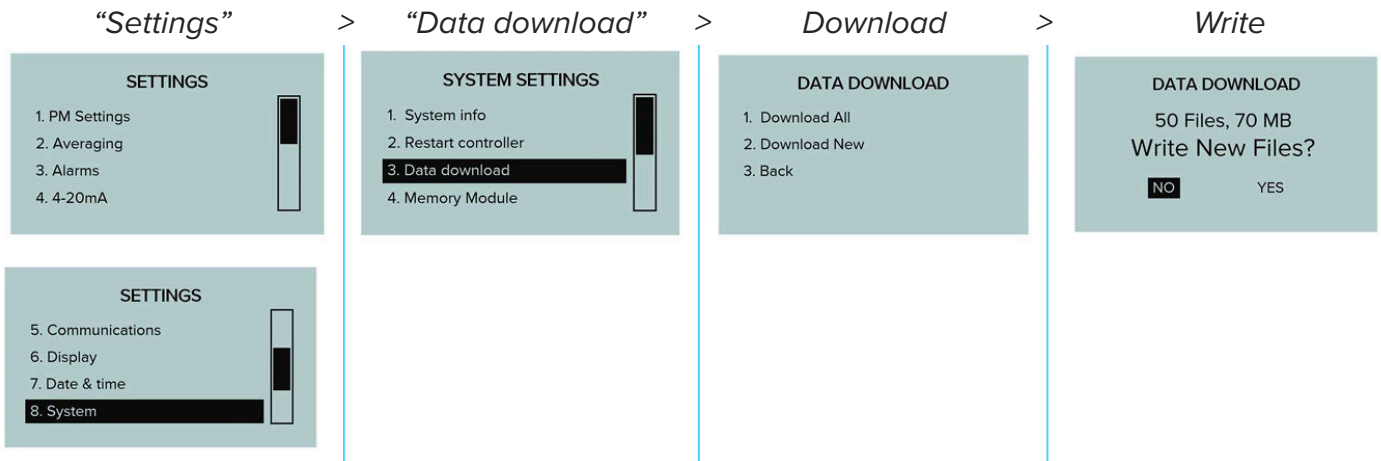 “Settings” > “Data download” > Download > Write
SETTINGS
1. PM Settings
2. Averaging
3. Alarms
4. 4-20mA
SETTINGS
5. Communications
6. Display
7. Date & time
8. System
SYSTEM SETTINGS
1. System info
2. Restart controller
3. Data download
4. Memory Module
DATA DOWNLOAD
1. Download All
2. Download New
3. Back
DATA DOWNLOAD
50 Files, 70 MB
Write New Files?
NO YES